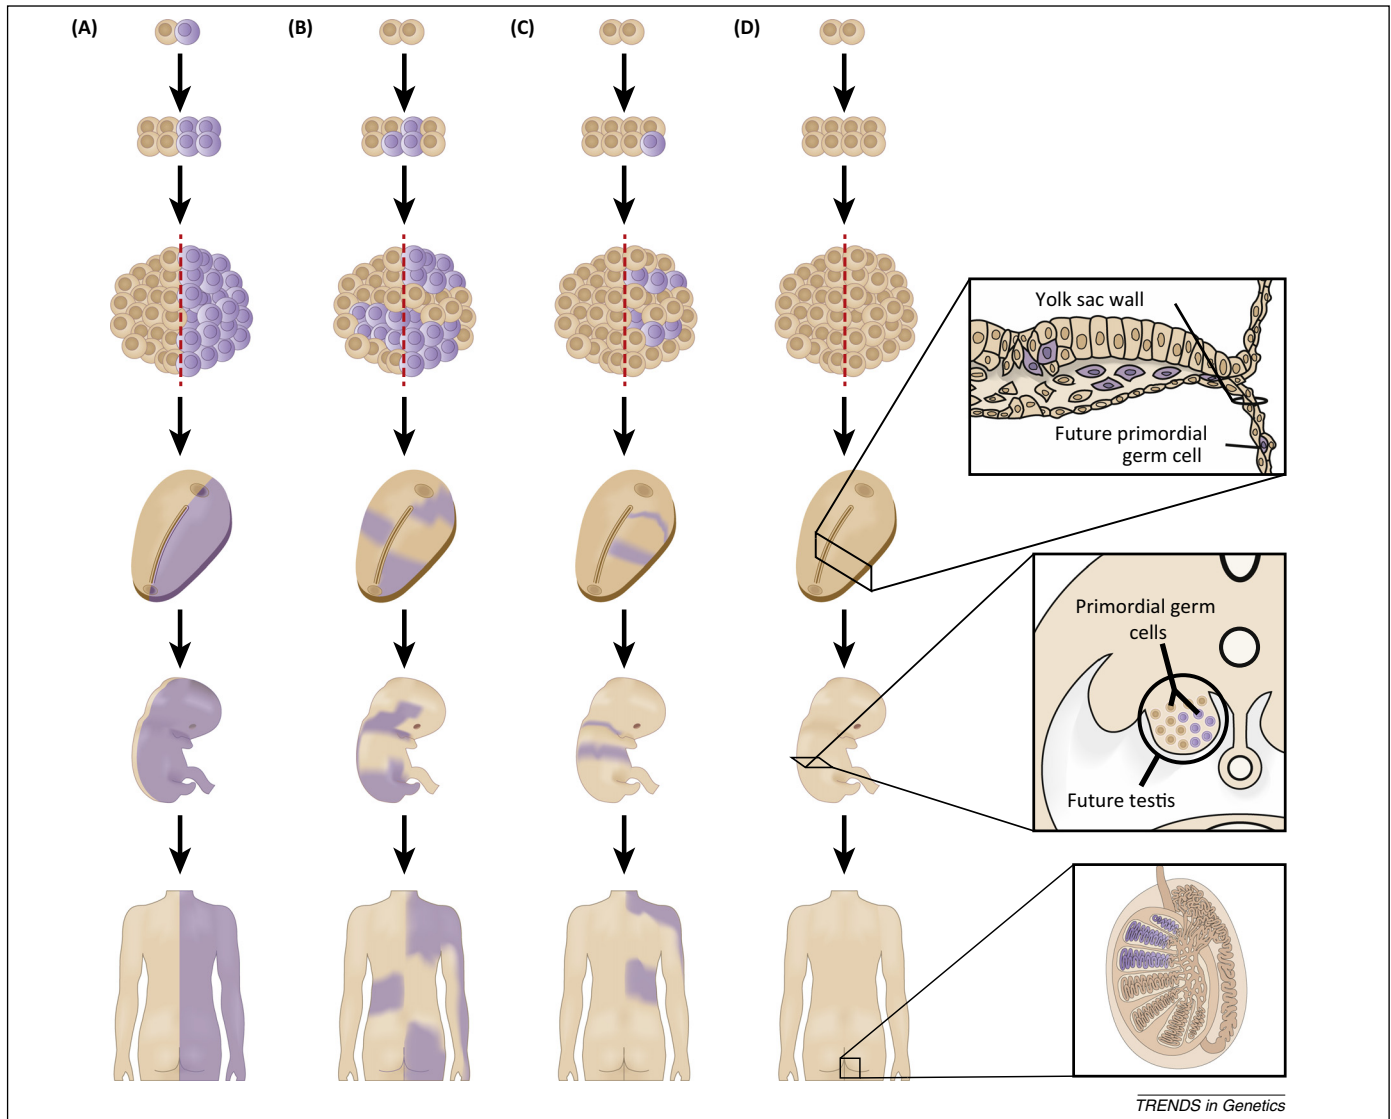 (A)
(B)
(C)
(D)
Yolk sac wall
Future primordial
germ cell
Primordial germ
cells
Future testis
TRENDS in Genetics